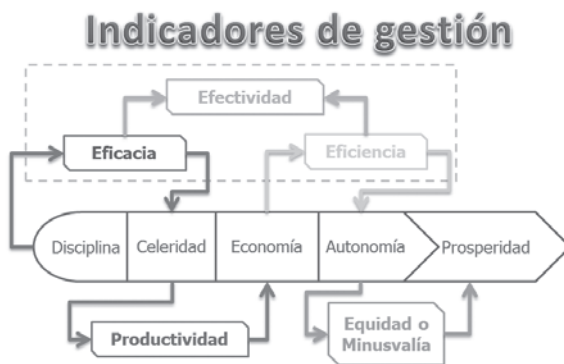 Indicadores de gestión
Efectividad
Eficacia
Eficiencia
Disciplina
Celeridad
Economía
Autonomía
Prosperidad
Productividad
Equidad o
Minusvalía